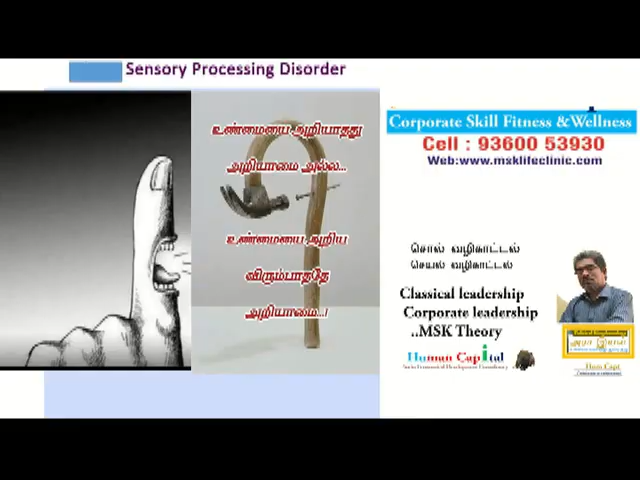 Sensory Processing Disorder
உண்மையை அறியாதது
அறியாமை அல்ல...
உண்மையை அறிய
விரும்பாததே
அறியாமை...!
Corporate Skill Fitness &Wellness
Cell : 93600 53930
Web:www.msklifeclinic.com
சொல் வழிகாட்டல்
செயல் வழிகாட்டல்
Classical leadership
Corporate leadership
..MSK Theory
Human Capital